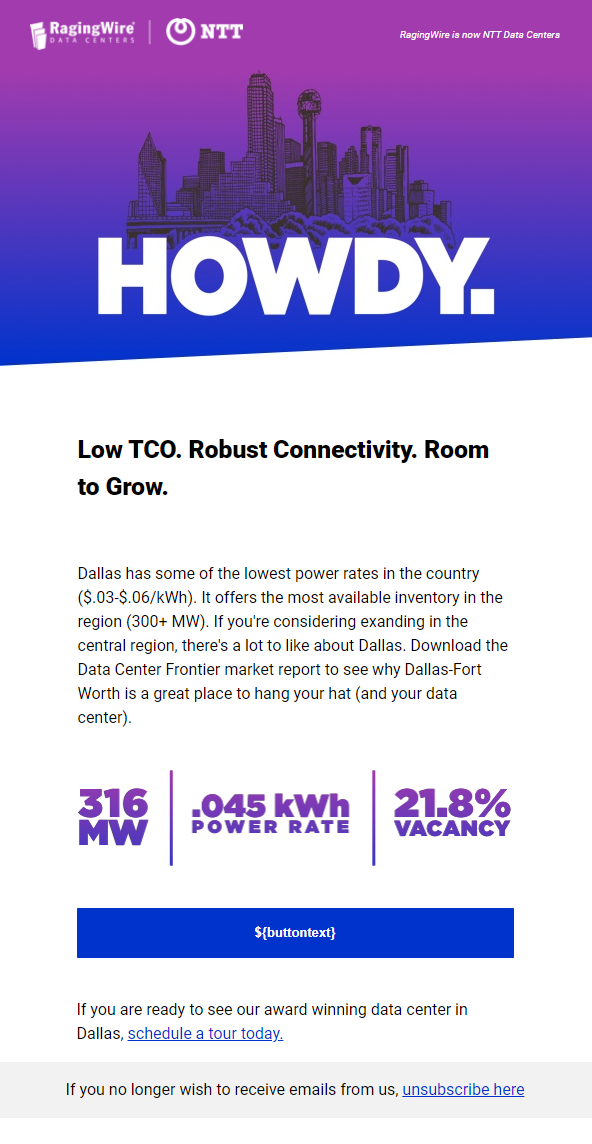 RagingWire®
DATA CENTERS
NTT
RagingWire is now NTT Data Centers
HOWDY.
Low TCO. Robust Connectivity. Room
to Grow.
Dallas has some of the lowest power rates in the country
($.03-$.06/kWh). It offers the most available inventory in the
region (300+ MW). If you're considering exanding in the
central region, there's a lot to like about Dallas. Download the
Data Center Frontier market report to see why Dallas-Fort
Worth is a great place to hang your hat (and your data
center).
316
MW
.045 kWh
POWER RATE
21.8%
VACANCY
${buttontext}
If you are ready to see our award winning data center in
Dallas, schedule a tour today.
If you no longer wish to receive emails from us, unsubscribe here